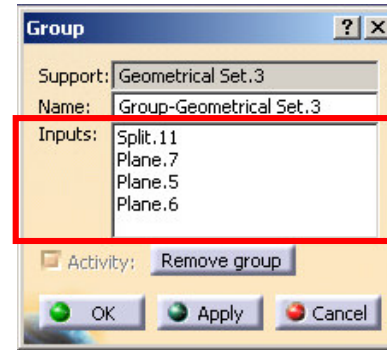 Group
?
X
Support: Geometrical Set.3
Name: Group-Geometrical Set.3
Inputs: Split.11
Plane.7
Plane.5
Plane.6
Activity: Remove group
OK Apply Cancel